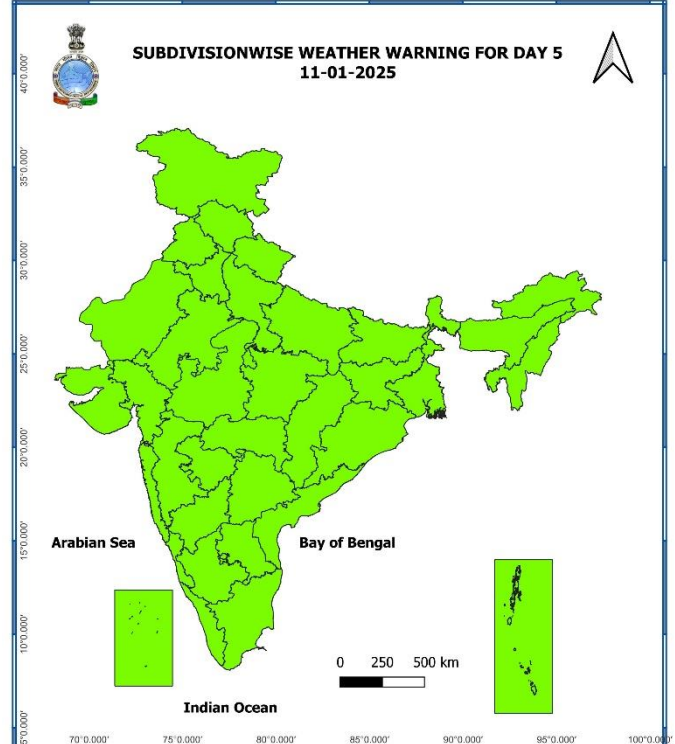 SUBDIVISIONWISE WEATHER WARNING FOR DAY 5
11-01-2025
40°0.000'
35°0.000'
30°0.000'
25°0.000'
20°0.000'
15°0.000'
10°0.000'
5°0.000'
Arabian Sea
Bay of Bengal
0 250 500 km
Indian Ocean
70°0.000' 75°0.000' 80°0.000' 85°0.000' 90°0.000' 95°0.000' 100°0.000'